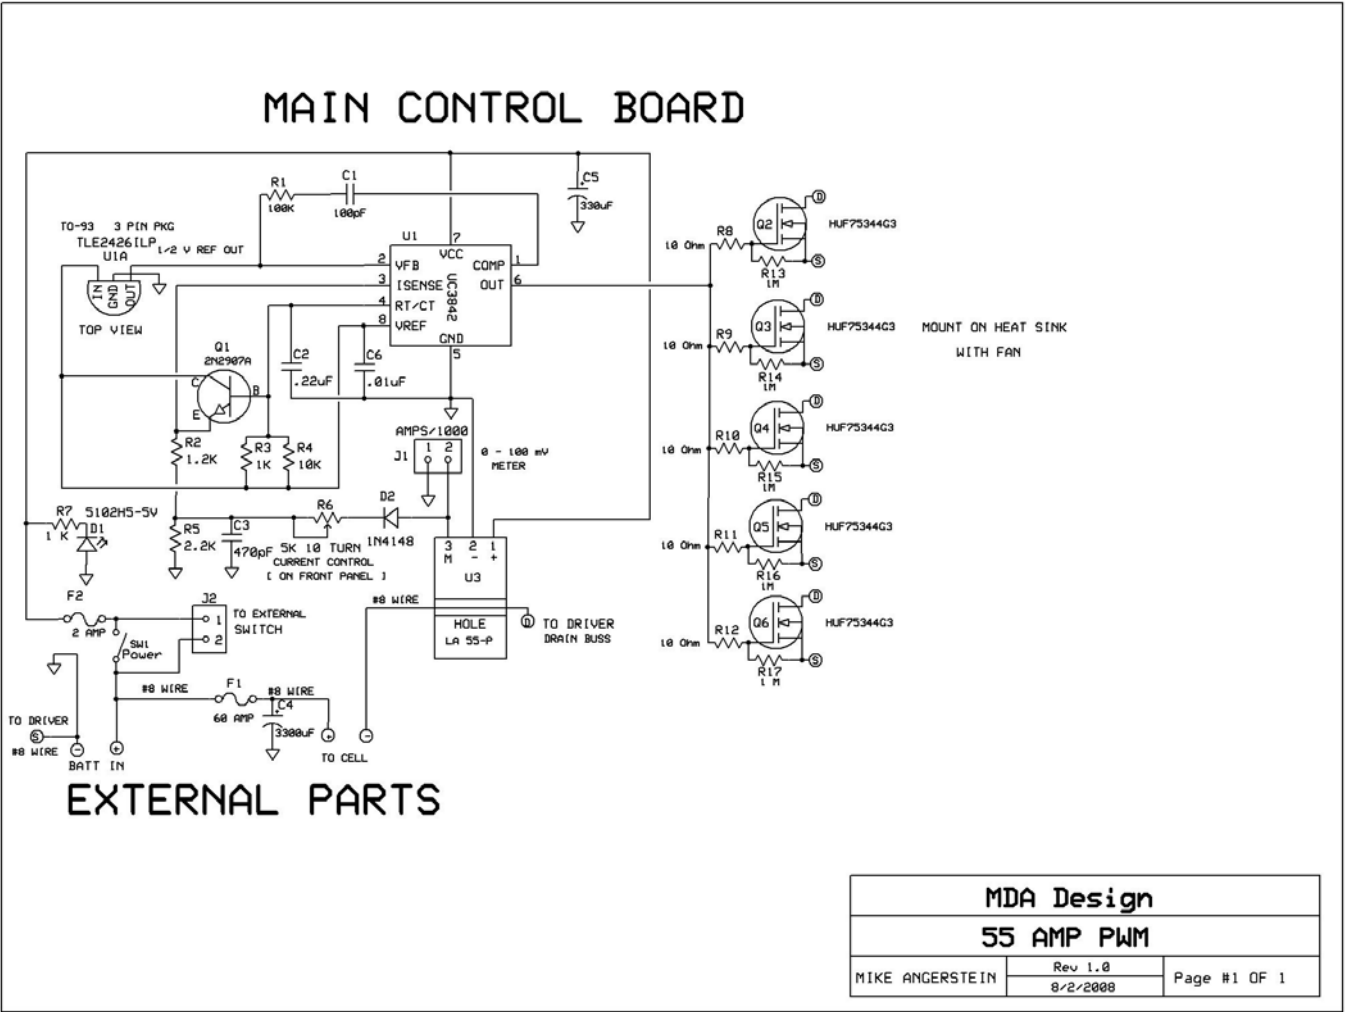 MAIN CONTROL BOARD
R1
100K
C1
100pF
C5
+
330uF
TO-93 3 PIN PKG
TLE2426ILP
U1A
1/2 V REF OUT
IN
GND
OUT
TOP VIEW
U1
7
VCC
2
VFB
COMP
1
3
ISENSE
OUT
6
4
RT/CT
8
VREF
UC3842
GND
5
Q1
2N2907A
C
B
E
C2
.22uF
C6
.01uF
R2
1.2K
R3
1K
R4
10K
AMPS/1000
J1
1 2
0 - 100 mV
METER
R7
1 K
5102H5-5V
D1
R5
2.2K
C3
470pF
R6
5K 10 TURN
CURRENT CONTROL
[ ON FRONT PANEL ]
D2
1N4148
3 2 1
M - +
U3
HOLE
LA 55-P
#8 WIRE
D
TO DRIVER
DRAIN BUSS
F2
2 AMP
SW1
Power
J2
1
2
TO EXTERNAL
SWITCH
#8 WIRE
F1
60 AMP
#8 WIRE
+
C4
3300uF
TO DRIVER
S
#8 WIRE
-
+
BATT IN
+
-
TO CELL
EXTERNAL PARTS
10 Ohm
R8
Q2
D
HUF75344G3
S
R13
1M
10 Ohm
R9
Q3
D
HUF75344G3
S
R14
1M
MOUNT ON HEAT SINK
WITH FAN
10 Ohm
R10
Q4
D
HUF75344G3
S
R15
1M
10 Ohm
R11
Q5
D
HUF75344G3
S
R16
1M
10 Ohm
R12
Q6
D
HUF75344G3
S
R17
1 M
MDA Design
55 AMP PWM
MIKE ANGERSTEIN
Rev 1.0
8/2/2008
Page #1 OF 1